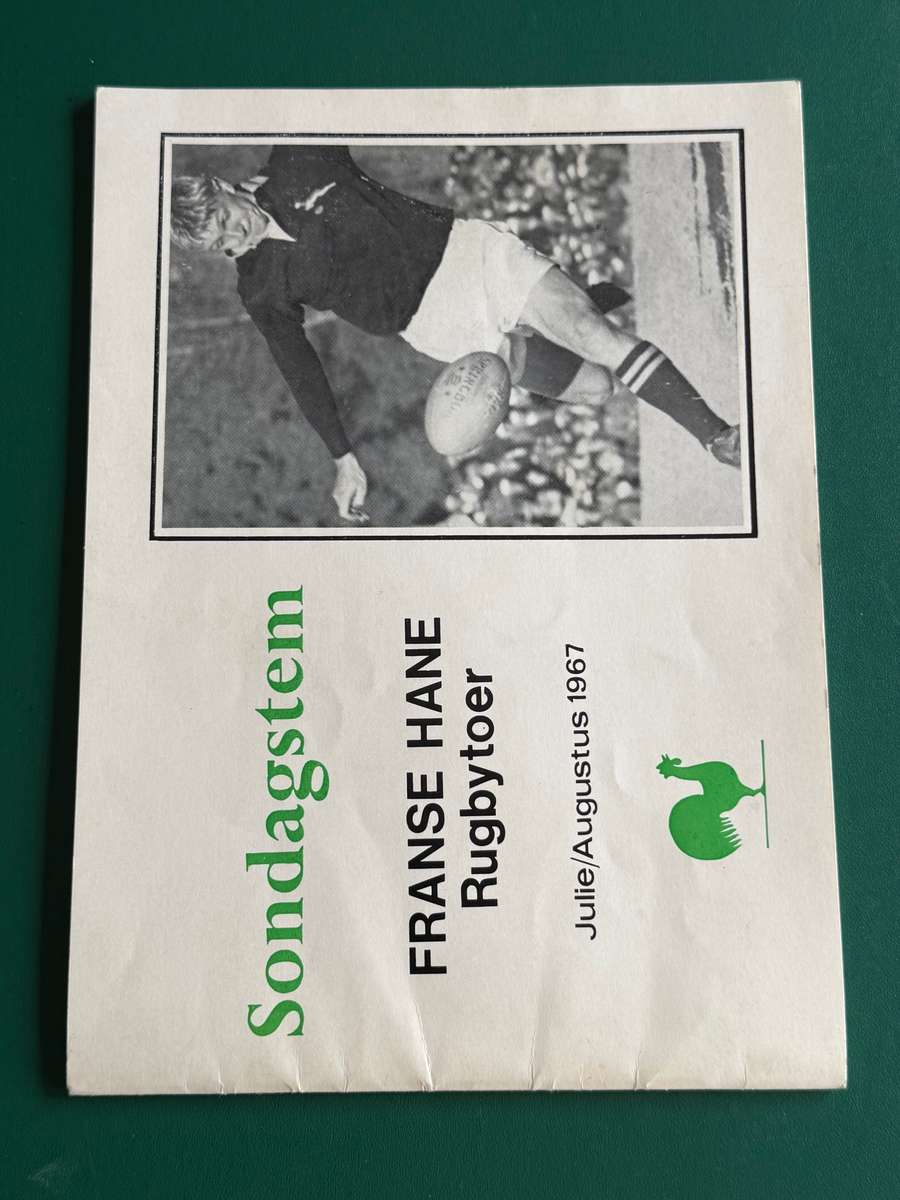 Sondagstem
FRANSE HANE
Rugbytoer
Julie/Augustus 1967